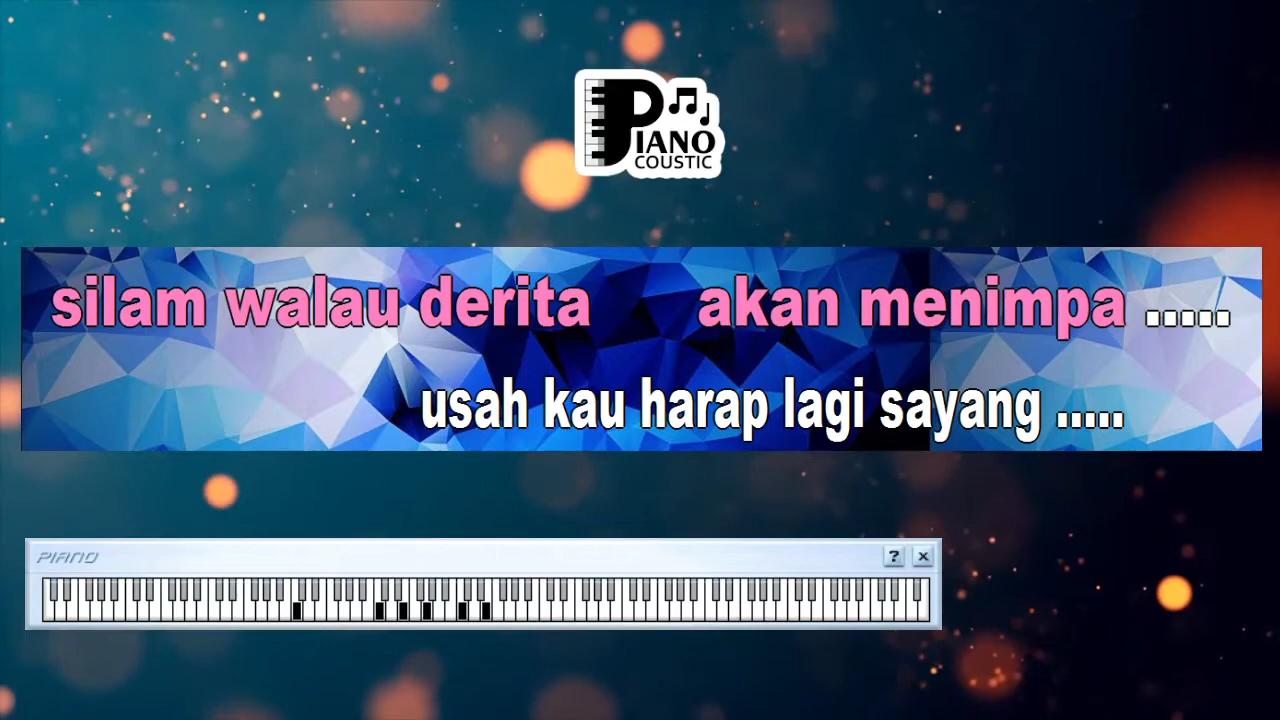 PIANO
COUSTIC
silam walau derita akan menimpa .....
usah kau harap lagi sayang .....
PIANO
? ×